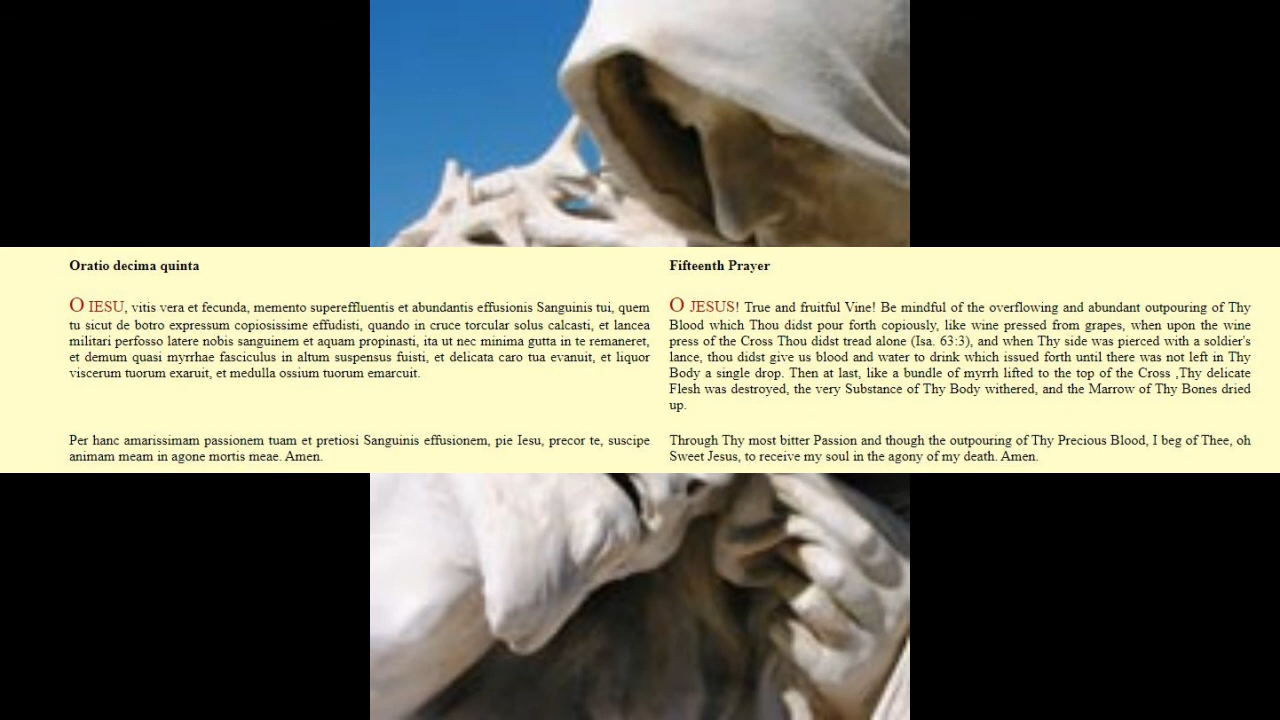 Oratio decima quinta
O IESU, vitis vera et fecunda, memento supereffluentis et abundantis effusionis Sanguinis tui, quem
tu sicut de botro expressum copiosissime effudisti, quando in cruce torcular solus calcasti, et lancea
militari perfosso latere nobis sanguinem et aquam propinasti, ita ut nec minima gutta in te remaneret,
et demum quasi myrrhae fasciculus in altum suspensus fuisti, et delicata caro tua evanuit, et liquor
viscerum tuorum exaruit, et medulla ossium tuorum emarcuit.
Per hanc amarissimam passionem tuam et pretiosi Sanguinis effusionem, pie Iesu, precor te, suscipe
animam meam in agone mortis meae. Amen.
Fifteenth Prayer
O JESUS! True and fruitful Vine! Be mindful of the overflowing and abundant outpouring of Thy
Blood which Thou didst pour forth copiously, like wine pressed from grapes, when upon the wine
press of the Cross Thou didst tread alone (Isa. 63:3), and when Thy side was pierced with a soldier's
lance, thou didst give us blood and water to drink which issued forth until there was not left in Thy
Body a single drop. Then at last, like a bundle of myrrh lifted to the top of the Cross ,Thy delicate
Flesh was destroyed, the very Substance of Thy Body withered, and the Marrow of Thy Bones dried
up.
Through Thy most bitter Passion and though the outpouring of Thy Precious Blood, I beg of Thee, oh
Sweet Jesus, to receive my soul in the agony of my death. Amen.